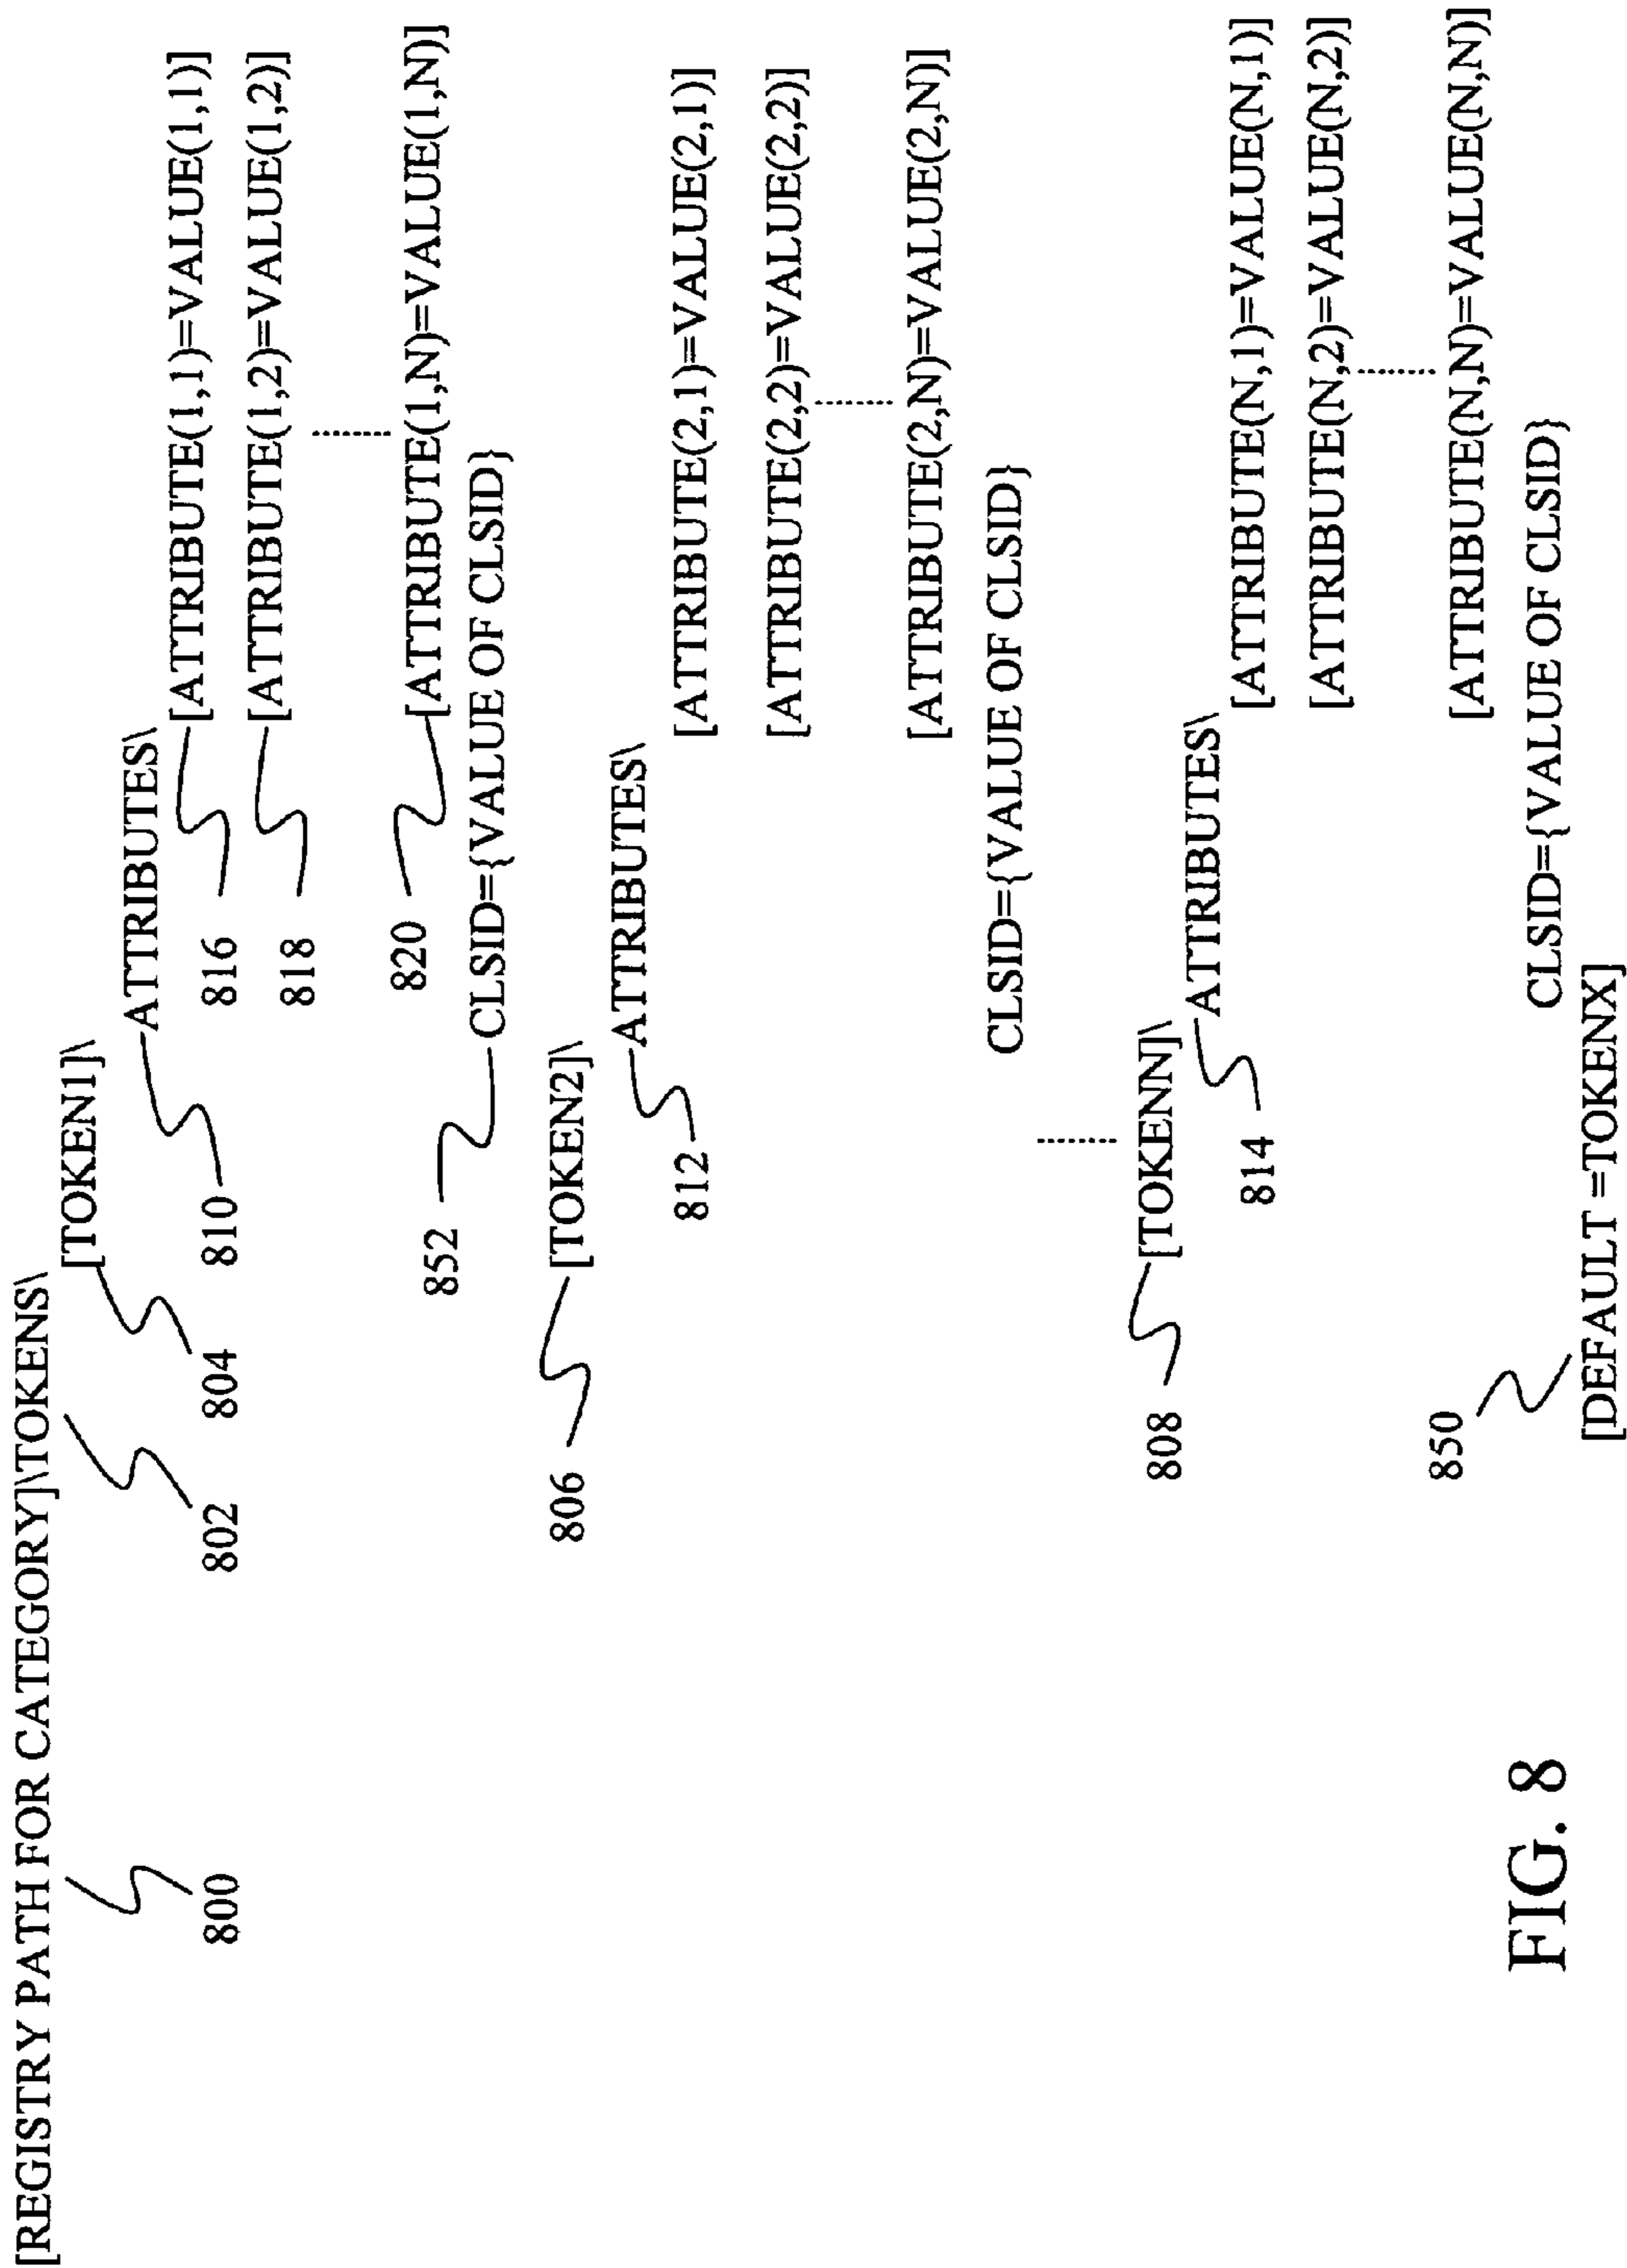 [REGISTRY PATH FOR CATEGORY]\TOKENS\
800
802
[TOKEN1]\
804
ATTRIBUTES\
810
[ATTRIBUTE(1,1)=VALUE(1,1)]
816
[ATTRIBUTE(1,2)=VALUE(1,2)]
818
[ATTRIBUTE(1,N)=VALUE(1,N)]
820
CLSID={VALUE OF CLSID}
852
[TOKEN2]\
806
ATTRIBUTES\
812
[ATTRIBUTE(2,1)=VALUE(2,1)]
[ATTRIBUTE(2,2)=VALUE(2,2)]
[ATTRIBUTE(2,N)=VALUE(2,N)]
CLSID={VALUE OF CLSID}
[TOKENN]\
808
ATTRIBUTES\
814
[ATTRIBUTE(N,1)=VALUE(N,1)]
[ATTRIBUTE(N,2)=VALUE(N,2)]
[ATTRIBUTE(N,N)=VALUE(N,N)]
CLSID={VALUE OF CLSID}
850
[DEFAULT =TOKENX]
FIG. 8